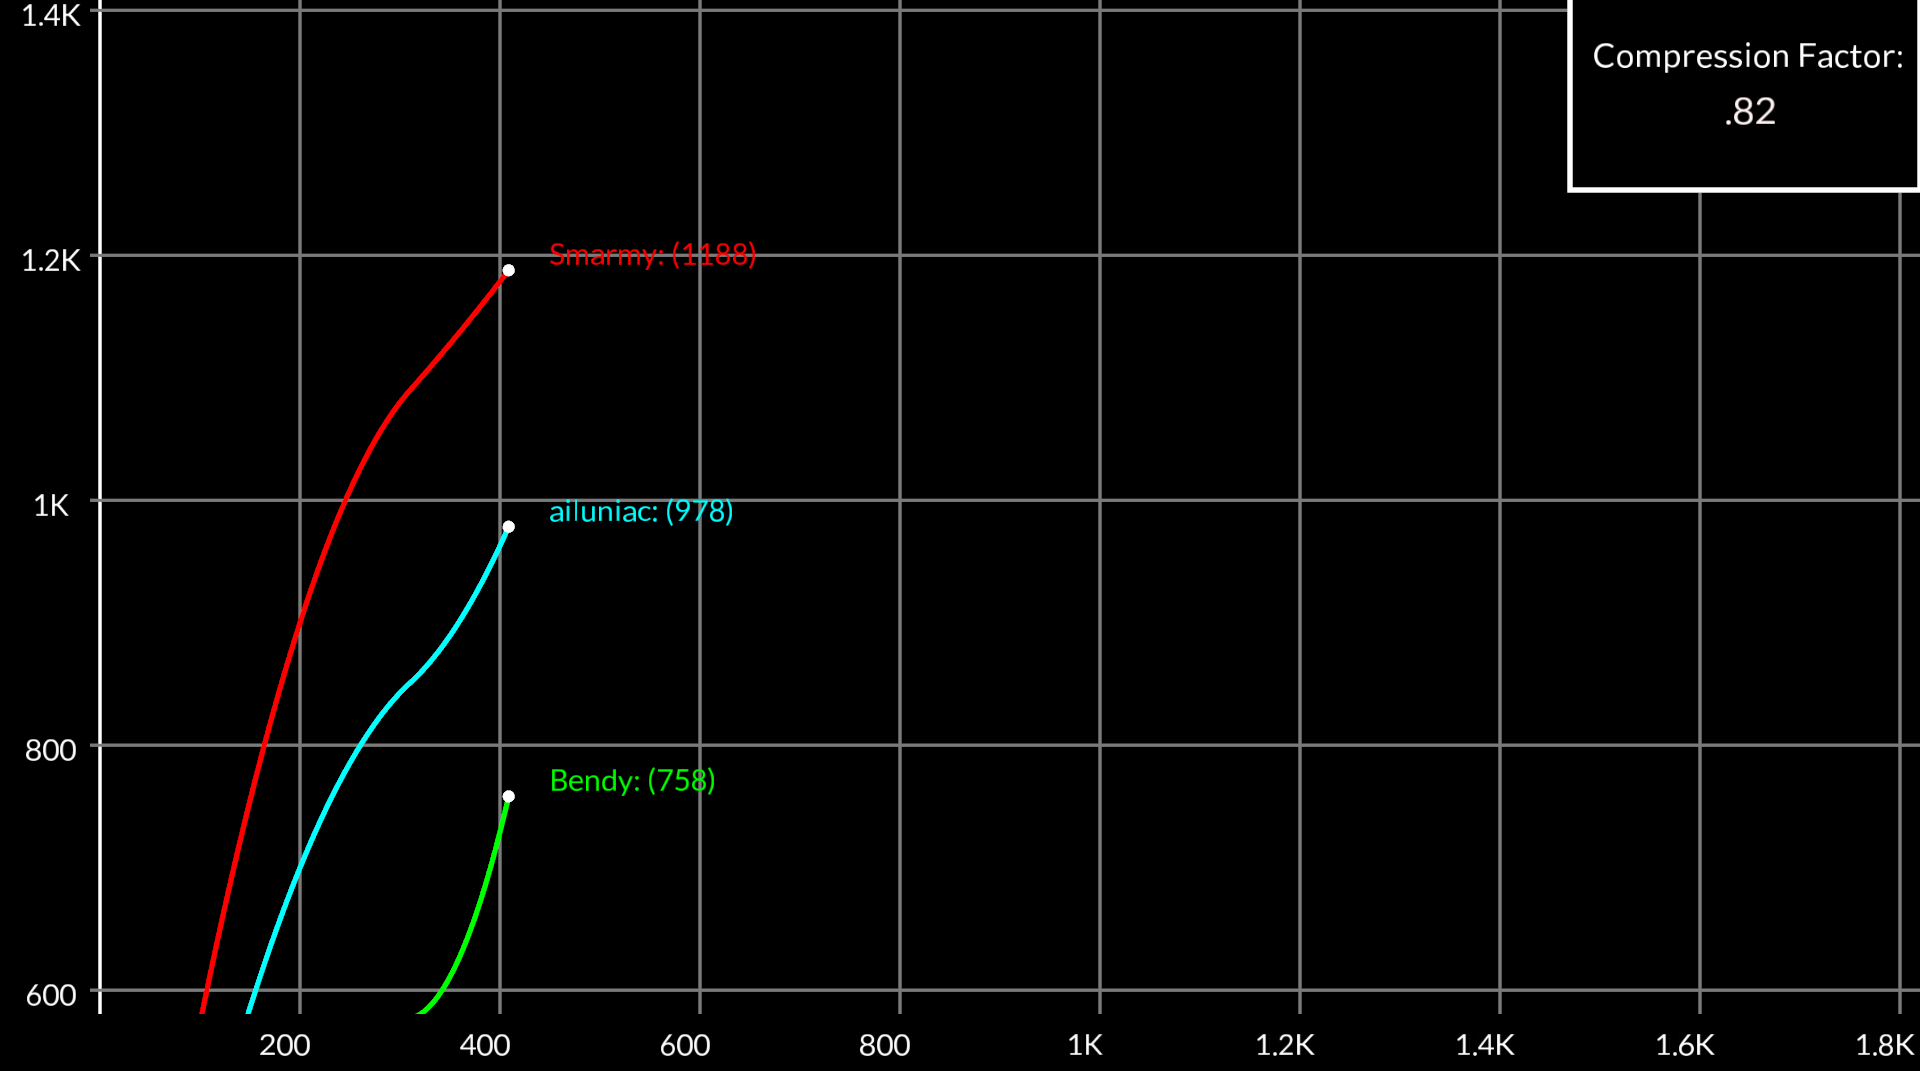 1.4K
Compression Factor:
.82
1.2K
Smarmy: (1188)
1K
ailuniac: (978)
800
Bendy: (758)
600
200 400 600 800 1K 1.2K 1.4K 1.6K 1.8K